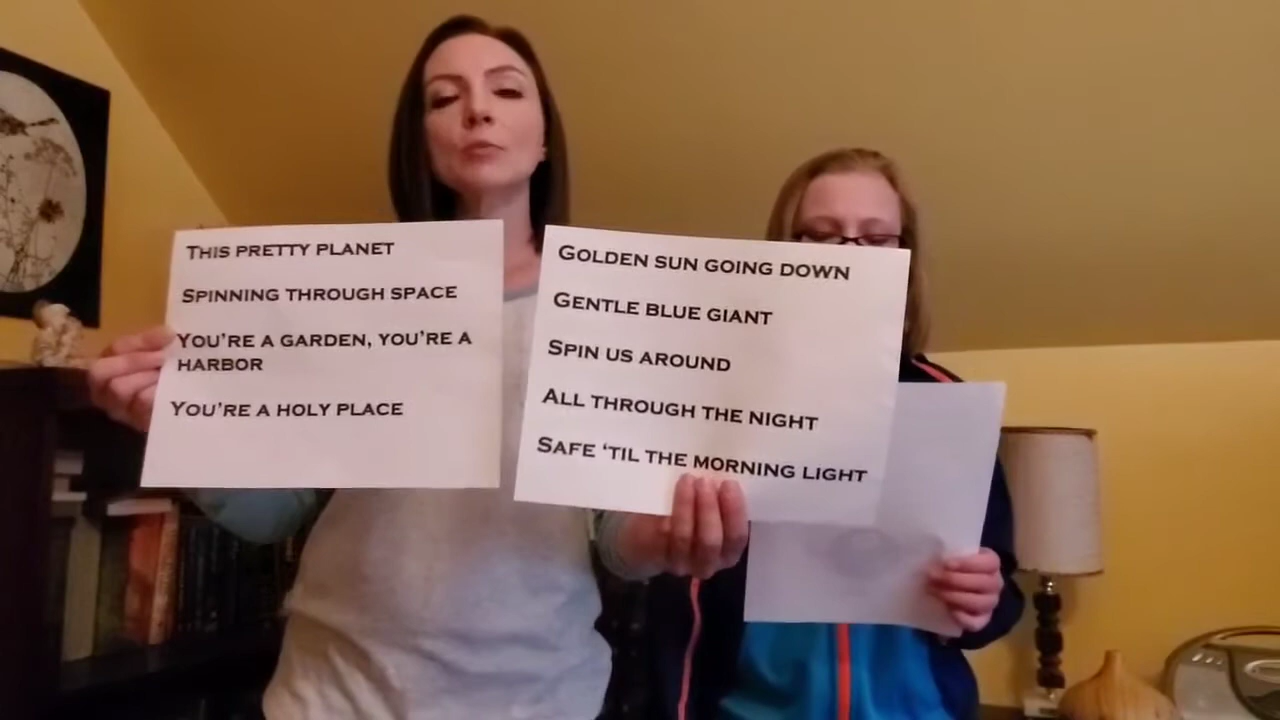 THIS PRETTY PLANET
SPINNING THROUGH SPACE
YOU'RE A GARDEN, YOU'RE A
HARBOR
YOU'RE A HOLY PLACE
GOLDEN SUN GOING DOWN
GENTLE BLUE GIANT
SPIN US AROUND
ALL THROUGH THE NIGHT
SAFE ‘TIL THE MORNING LIGHT